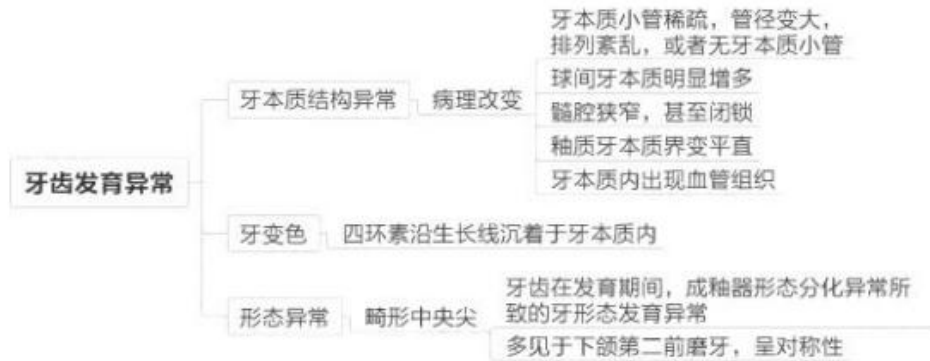 牙齿发育异常
牙本质结构异常
病理改变
牙本质小管稀疏，管径变大，
排列紊乱，或者无牙本质小管
球间牙本质明显增多
髓腔狭窄，甚至闭锁
釉质牙本质界变平直
牙本质内出现血管组织
牙变色
四环素沿生长线沉着于牙本质内
形态异常
畸形中央尖
牙齿在发育期间，成釉器形态分化异常所
致的牙形态发育异常
多见于下颌第二前磨牙，呈对称性